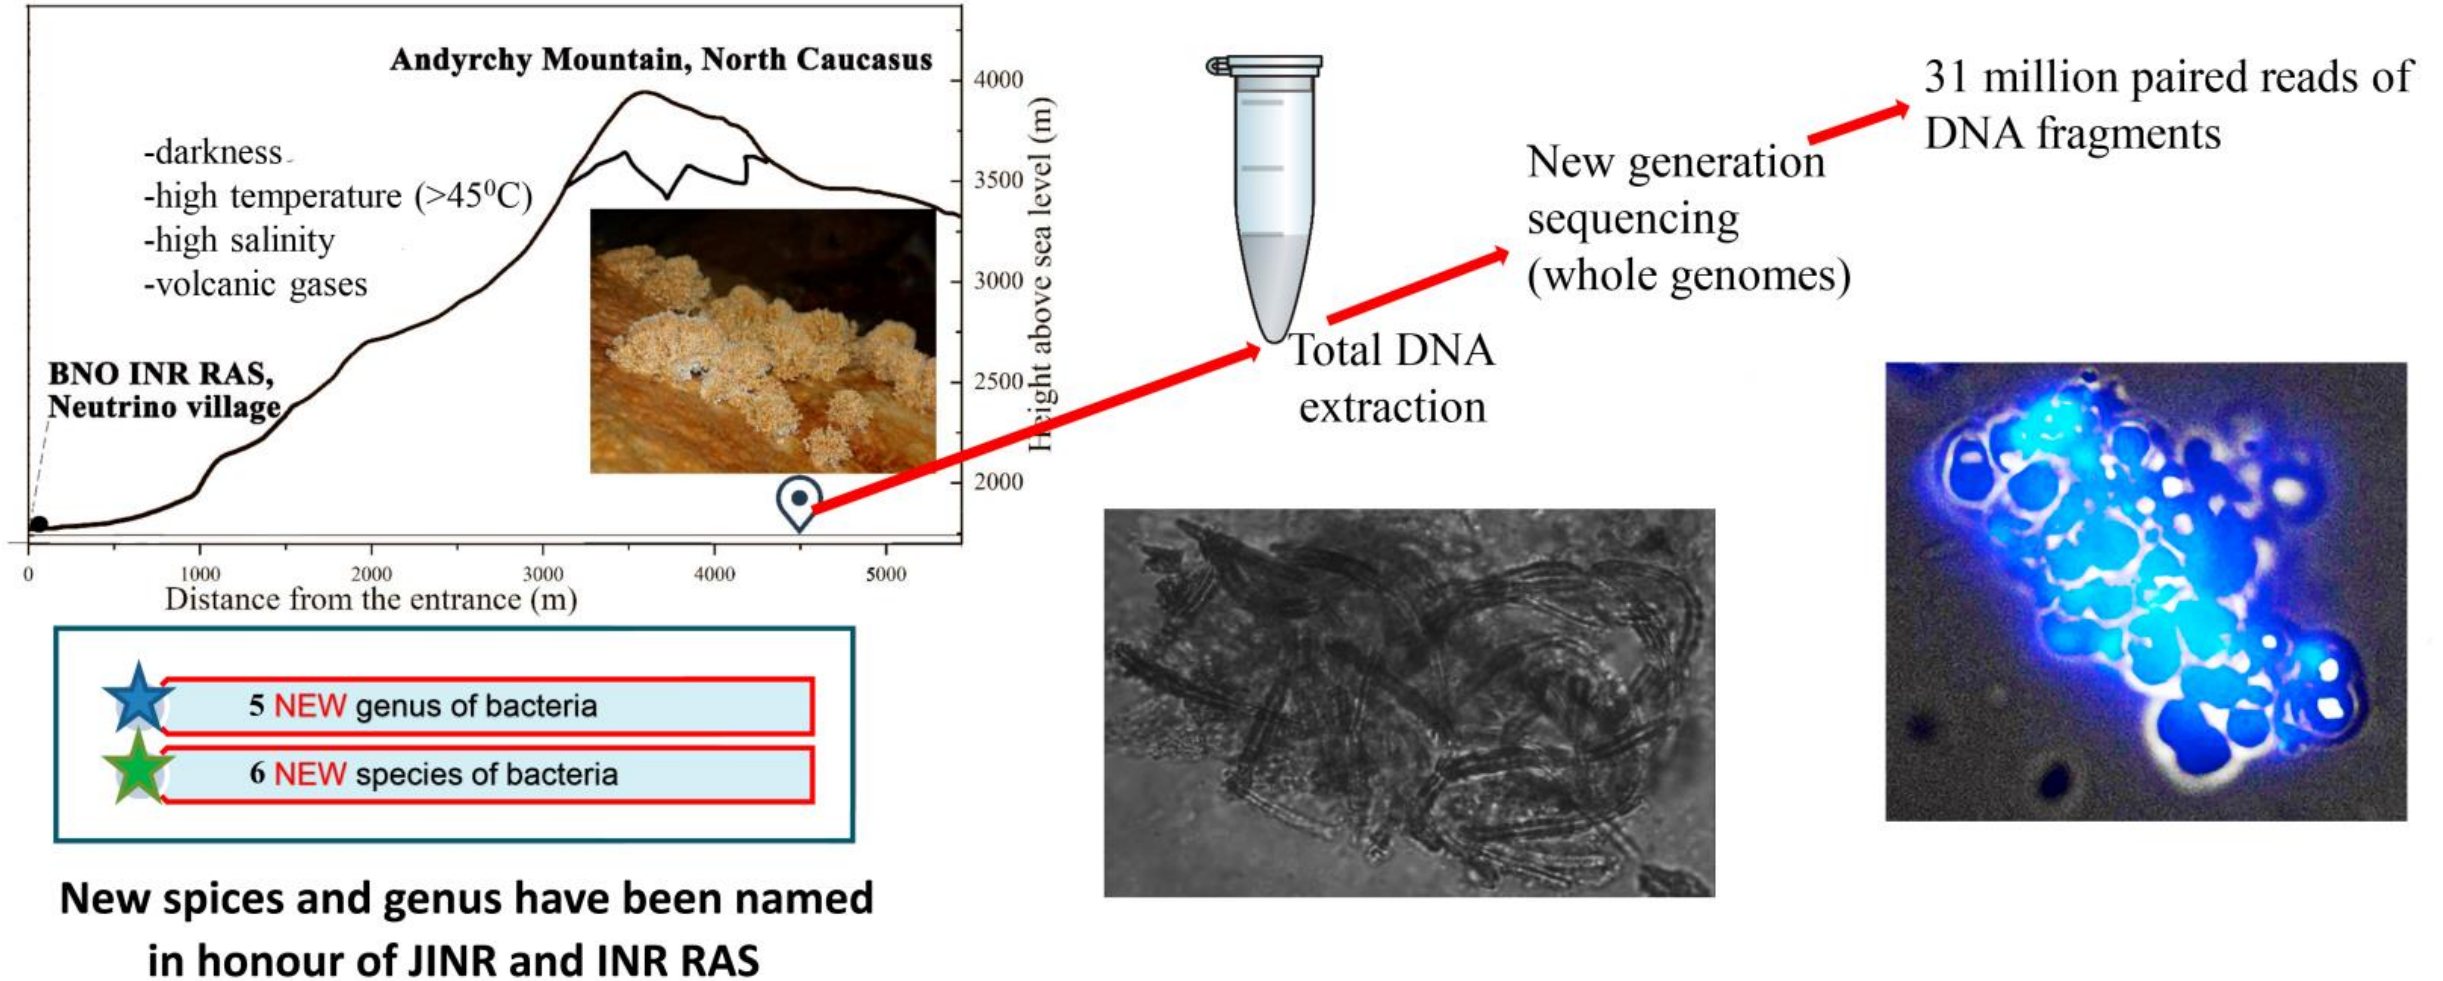 Andyrchy Mountain, North Caucasus
-darkness
-high temperature (>45⁰C)
-high salinity
-volcanic gases
BNO INR RAS,
Neutrino village
4000
3500
3000
2500
2000
Height above sea level (m)
0 1000 2000 3000 4000 5000
Distance from the entrance (m)
Total DNA
extraction
New generation
sequencing
(whole genomes)
31 million paired reads of
DNA fragments
5 NEW genus of bacteria
6 NEW species of bacteria
New spices and genus have been named
in honour of JINR and INR RAS